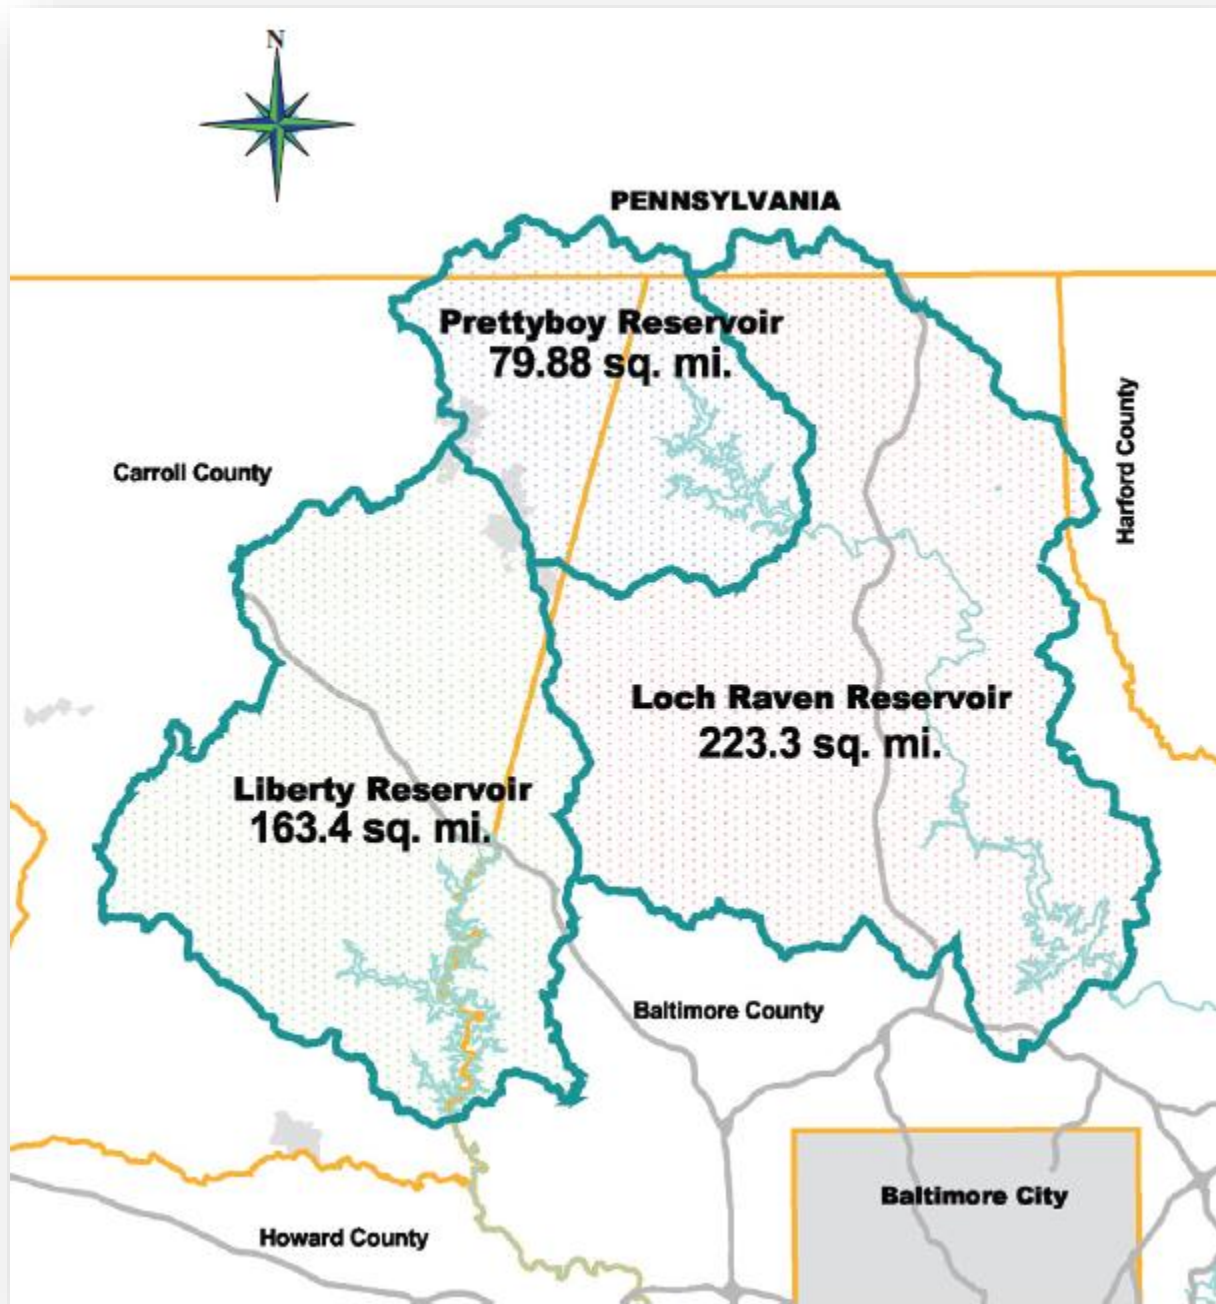 N
PENNSYLVANIA
Prettyboy Reservoir
79.88 sq. mi.
Carroll County
Harford County
Loch Raven Reservoir
223.3 sq. mi.
Liberty Reservoir
163.4 sq. mi.
Baltimore County
Baltimore City
Howard County